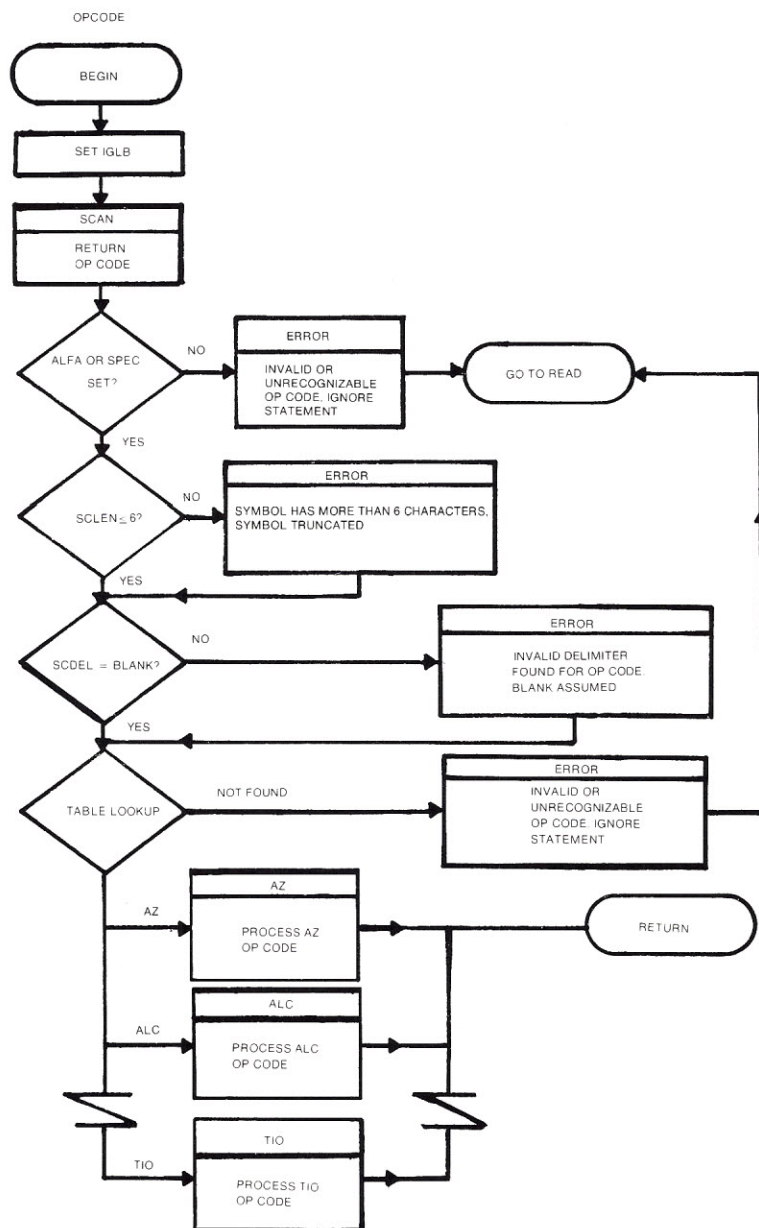 OPCODE
BEGIN
SET IGLB
SCAN
RETURN
OP CODE
ALFA OR SPEC
SET?
NO
ERROR
INVALID OR
UNRECOGNIZABLE
OP CODE, IGNORE
STATEMENT
GO TO READ
YES
SCLEN ≤ 6?
NO
ERROR
SYMBOL HAS MORE THAN 6 CHARACTERS,
SYMBOL TRUNCATED
YES
SCDEL = BLANK?
NO
ERROR
INVALID DELIMITER
FOUND FOR OP CODE.
BLANK ASSUMED
YES
TABLE LOOKUP
NOT FOUND
ERROR
INVALID OR
UNRECOGNIZABLE
OP CODE. IGNORE
STATEMENT
AZ
AZ
PROCESS AZ
OP CODE
RETURN
ALC
ALC
PROCESS ALC
OP CODE
TIO
TIO
PROCESS TIO
OP CODE